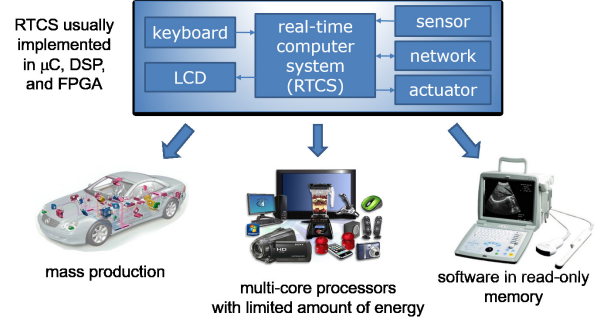 RTCS usually
implemented
in μC, DSP,
and FPGA
keyboard
LCD
real-time
computer
system
(RTCS)
sensor
network
actuator
mass production
HD
multi-core processors
with limited amount of energy
software in read-only
memory